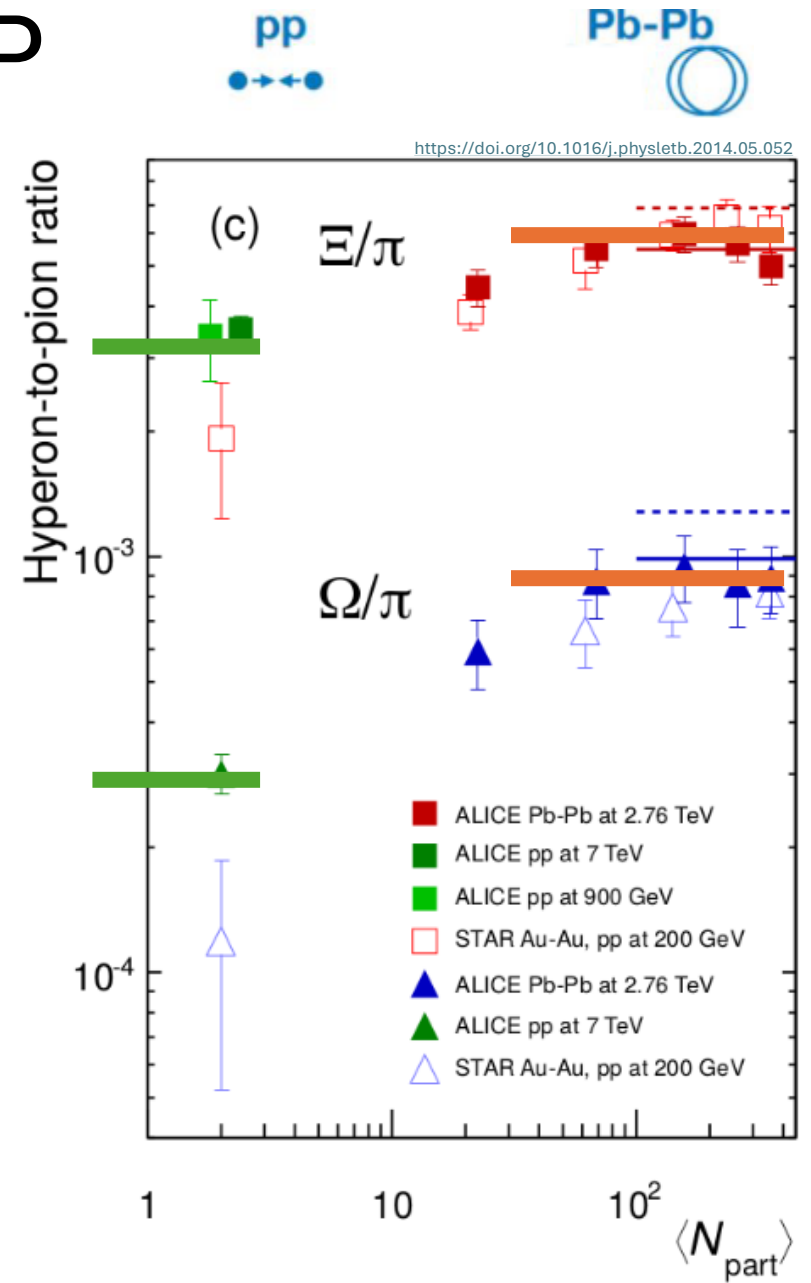 pp
Pb-Pb
https://doi.org/10.1016/j.physletb.2014.05.052
Hyperon-to-pion ratio
(c)
Ξ/π
Ω/π
10⁻³
10⁻⁴
ALICE Pb-Pb at 2.76 TeV
ALICE pp at 7 TeV
ALICE pp at 900 GeV
STAR Au-Au, pp at 200 GeV
ALICE Pb-Pb at 2.76 TeV
ALICE pp at 7 TeV
STAR Au-Au, pp at 200 GeV
1 10 10²
⟨N_part⟩